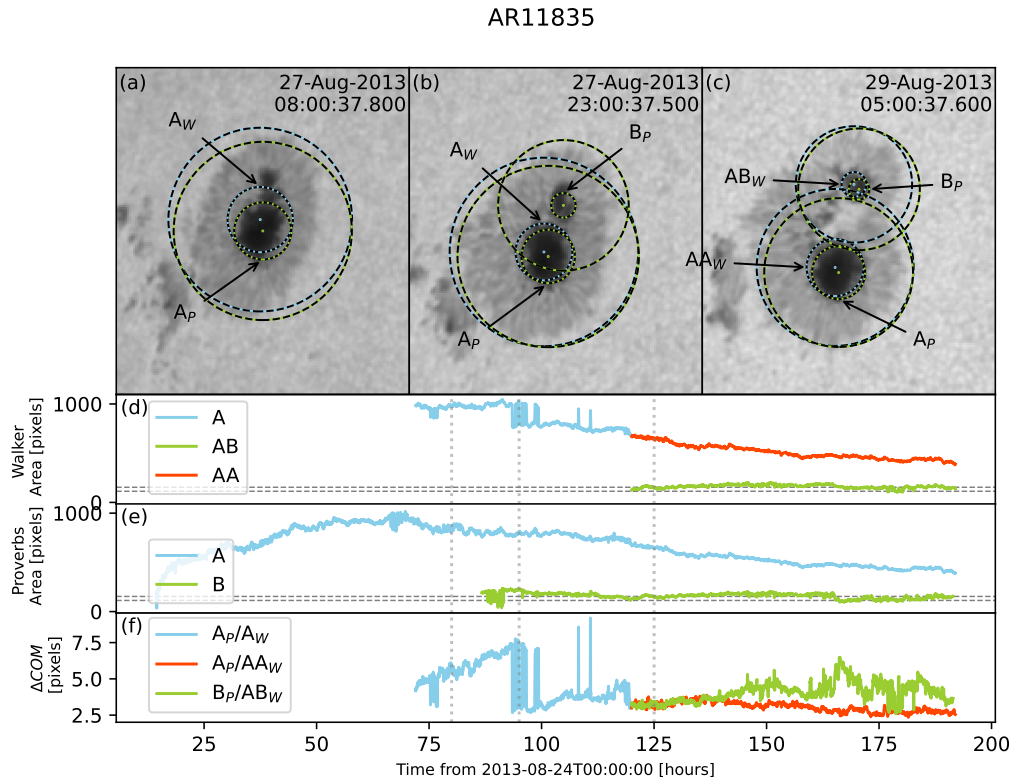 AR11835
(a)
27-Aug-2013
08:00:37.800
A_W
A_P
(b)
27-Aug-2013
23:00:37.500
B_P
A_W
A_P
(c)
29-Aug-2013
05:00:37.600
AB_W
B_P
AA_W
A_P
(d)
Walker
Area [pixels]
1000
0
A
AB
AA
(e)
Proverbs
Area [pixels]
1000
0
A
B
(f)
ΔCOM
[pixels]
7.5
5.0
2.5
A_P/A_W
A_P/AA_W
B_P/AB_W
25 50 75 100 125 150 175 200
Time from 2013-08-24T00:00:00 [hours]